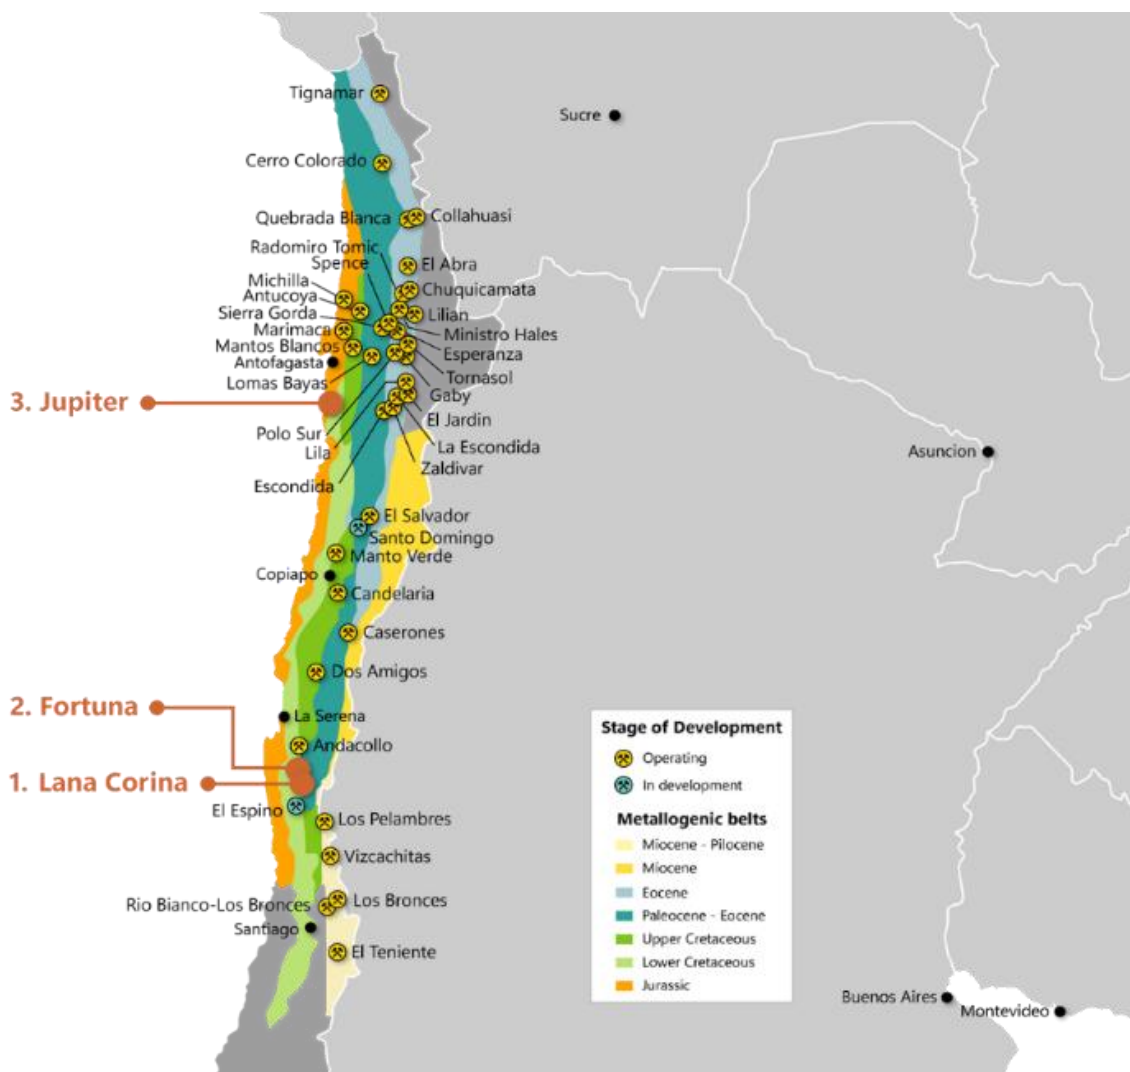 Tignamar
Sucre
Cerro Colorado
Quebrada Blanca
Collahuasi
Radomiro Tomic
Spence
El Abra
Michilla
Chuquicamata
Antucoya
Sierra Gorda
Lilian
Marimaca
Ministro Hales
Mantos Blancos
Esperanza
Antofagasta
Tornasol
Lomas Bayas
3. Jupiter
Gaby
El Jardin
Polo Sur
La Escondida
Lila
Asuncion
Zaldivar
Escondida
El Salvador
Santo Domingo
Manto Verde
Copiapo
Candelaria
Caserones
Dos Amigos
2. Fortuna
La Serena
Andacollo
1. Lana Corina
El Espino
Los Pelambres
Vizcachitas
Los Bronces
Rio Bianco-Los Bronces
Santiago
El Teniente
Stage of Development
Operating
In development
Metallogenic belts
Miocene - Pilocene
Miocene
Eocene
Paleocene - Eocene
Upper Cretaceous
Lower Cretaceous
Jurassic
Buenos Aires
Montevideo